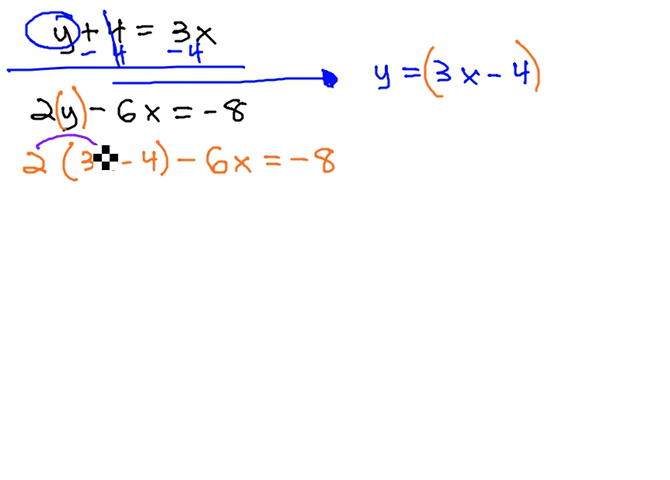 y + 4 = 3x
- 4 -4
y = (3x - 4)
2(y) - 6x = -8
2 (3 - 4) - 6x = -8